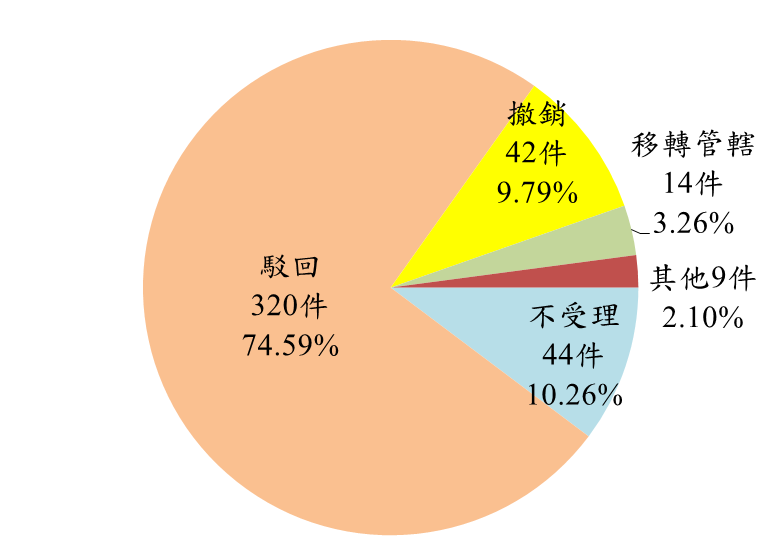 撤銷
42件
9.79%
移轉管轄
14件
3.26%
其他9件
2.10%
駁回
320件
74.59%
不受理
44件
10.26%